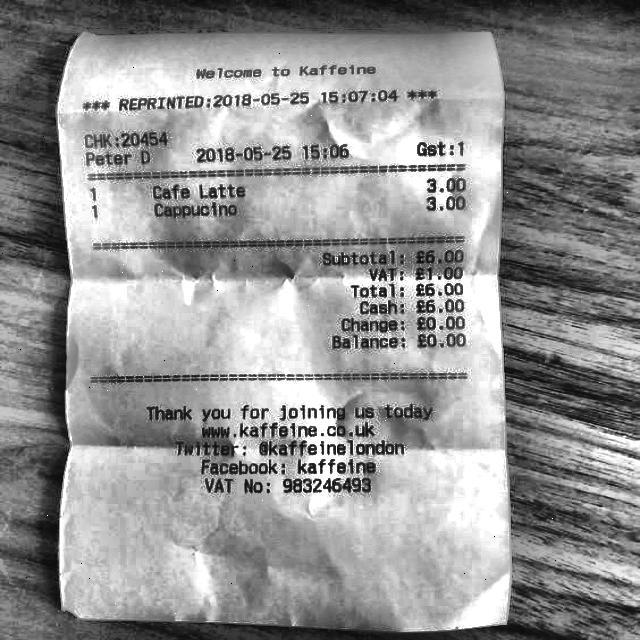 Welcome to Kaffeine
*** REPRINTED:2018-05-25 15:07:04 ***
CHK:20454
Peter D 2018-05-25 15:06 Gst:1
1 Cafe Latte 3.00
1 Cappucino 3.00
Subtotal: £6.00
VAT: £1.00
Total: £6.00
Cash: £6.00
Change: £0.00
Balance: £0.00
Thank you for joining us today
www.kaffeine.co.uk
Twitter: @kaffeinelondon
Facebook: kaffeine
VAT No: 983246493